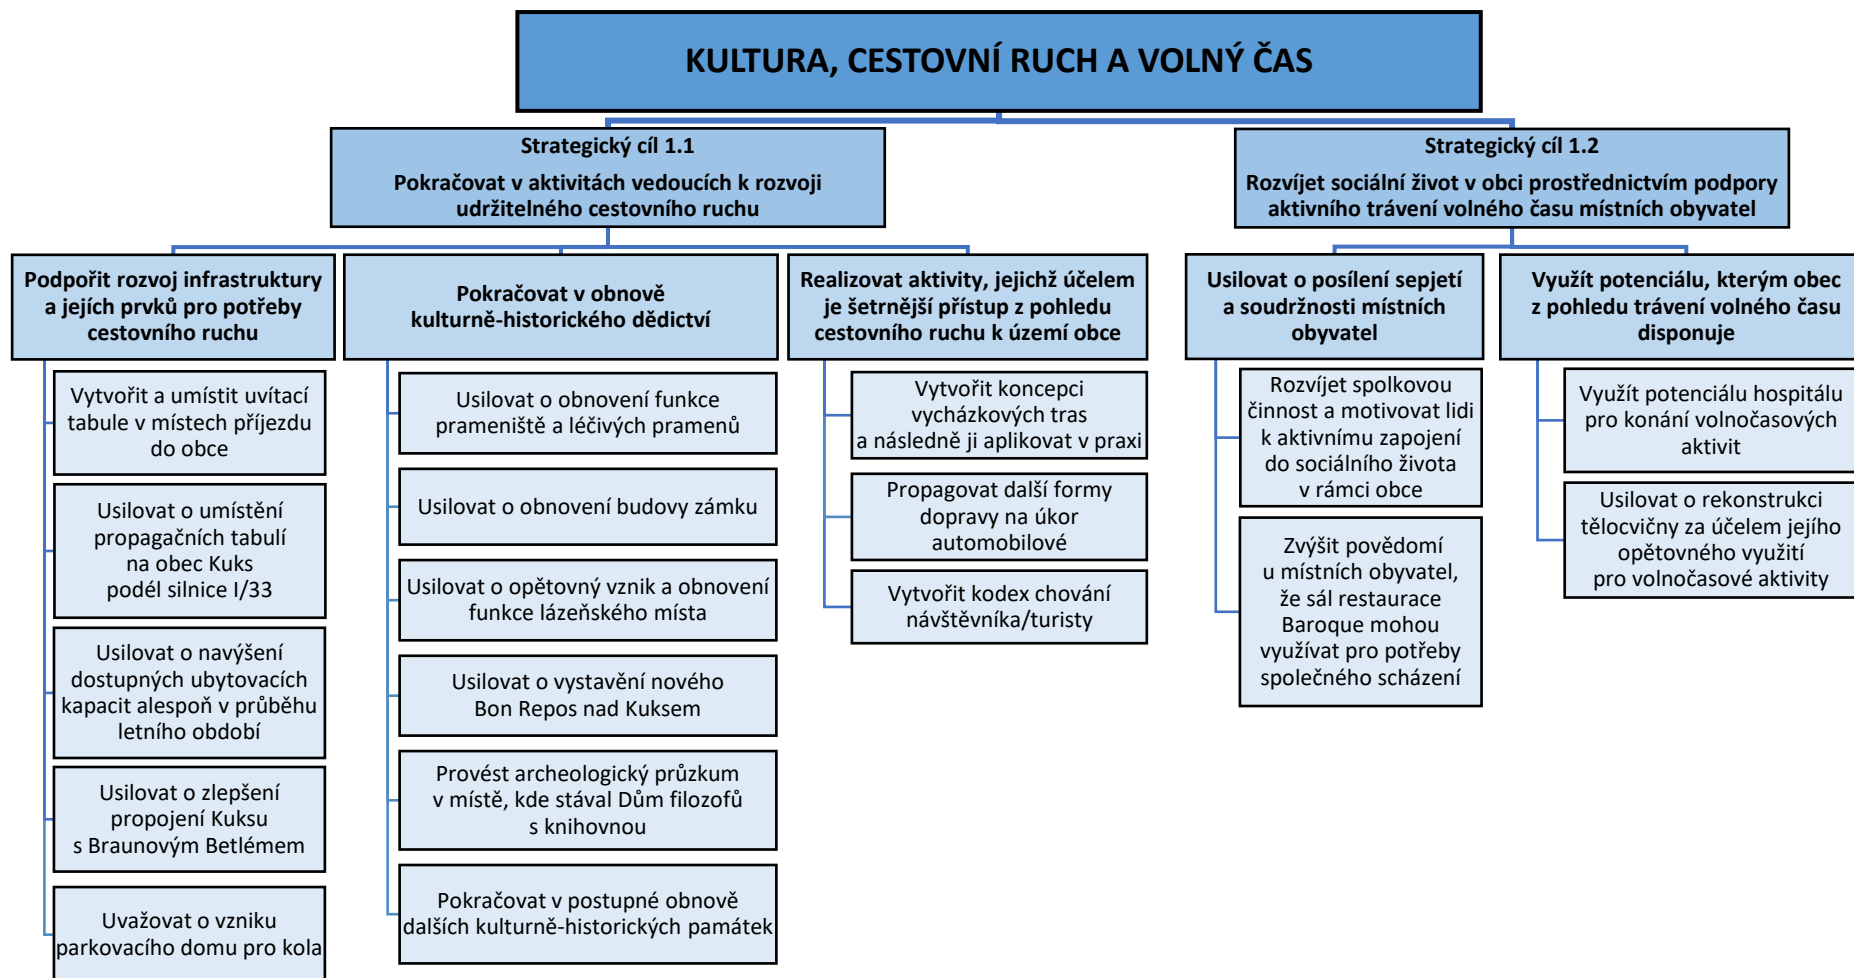 KULTURA, CESTOVNÍ RUCH A VOLNÝ ČAS
Strategický cíl 1.1
Pokračovat v aktivitách vedoucích k rozvoji
udržitelného cestovního ruchu
Strategický cíl 1.2
Rozvíjet sociální život v obci prostřednictvím podpory
aktivního trávení volného času místních obyvatel
Podpořit rozvoj infrastruktury
a jejích prvků pro potřeby
cestovního ruchu
Vytvořit a umístit uvítací
tabule v místech příjezdu
do obce
Usilovat o umístění
propagačních tabulí
na obec Kuks
podél silnice I/33
Usilovat o navýšení
dostupných ubytovacích
kapacit alespoň v průběhu
letního období
Usilovat o zlepšení
propojení Kuksu
s Braunovým Betlémem
Uvažovat o vzniku
parkovacího domu pro kola
Pokračovat v obnově
kulturně-historického dědictví
Usilovat o obnovení funkce
prameniště a léčivých pramenů
Usilovat o obnovení budovy zámku
Usilovat o opětovný vznik a obnovení
funkce lázeňského místa
Usilovat o vystavění nového
Bon Repos nad Kuksem
Provést archeologický průzkum
v místě, kde stával Dům filozofů
s knihovnou
Pokračovat v postupné obnově
dalších kulturně-historických památek
Realizovat aktivity, jejichž účelem
je šetrnější přístup z pohledu
cestovního ruchu k území obce
Vytvořit koncepci
vycházkových tras
a následně ji aplikovat v praxi
Propagovat další formy
dopravy na úkor
automobilové
Vytvořit kodex chování
návštěvníka/turisty
Usilovat o posílení sepjetí
a soudržnosti místních
obyvatel
Rozvíjet spolkovou
činnost a motivovat lidi
k aktivnímu zapojení
do sociálního života
v rámci obce
Zvýšit povědomí
u místních obyvatel,
že sál restaurace
Baroque mohou
využívat pro potřeby
společného scházení
Využít potenciálu, kterým obec
z pohledu trávení volného času
disponuje
Využít potenciálu hospitálu
pro konání volnočasových
aktivit
Usilovat o rekonstrukci
tělocvičny za účelem jejího
opětovného využití
pro volnočasové aktivity